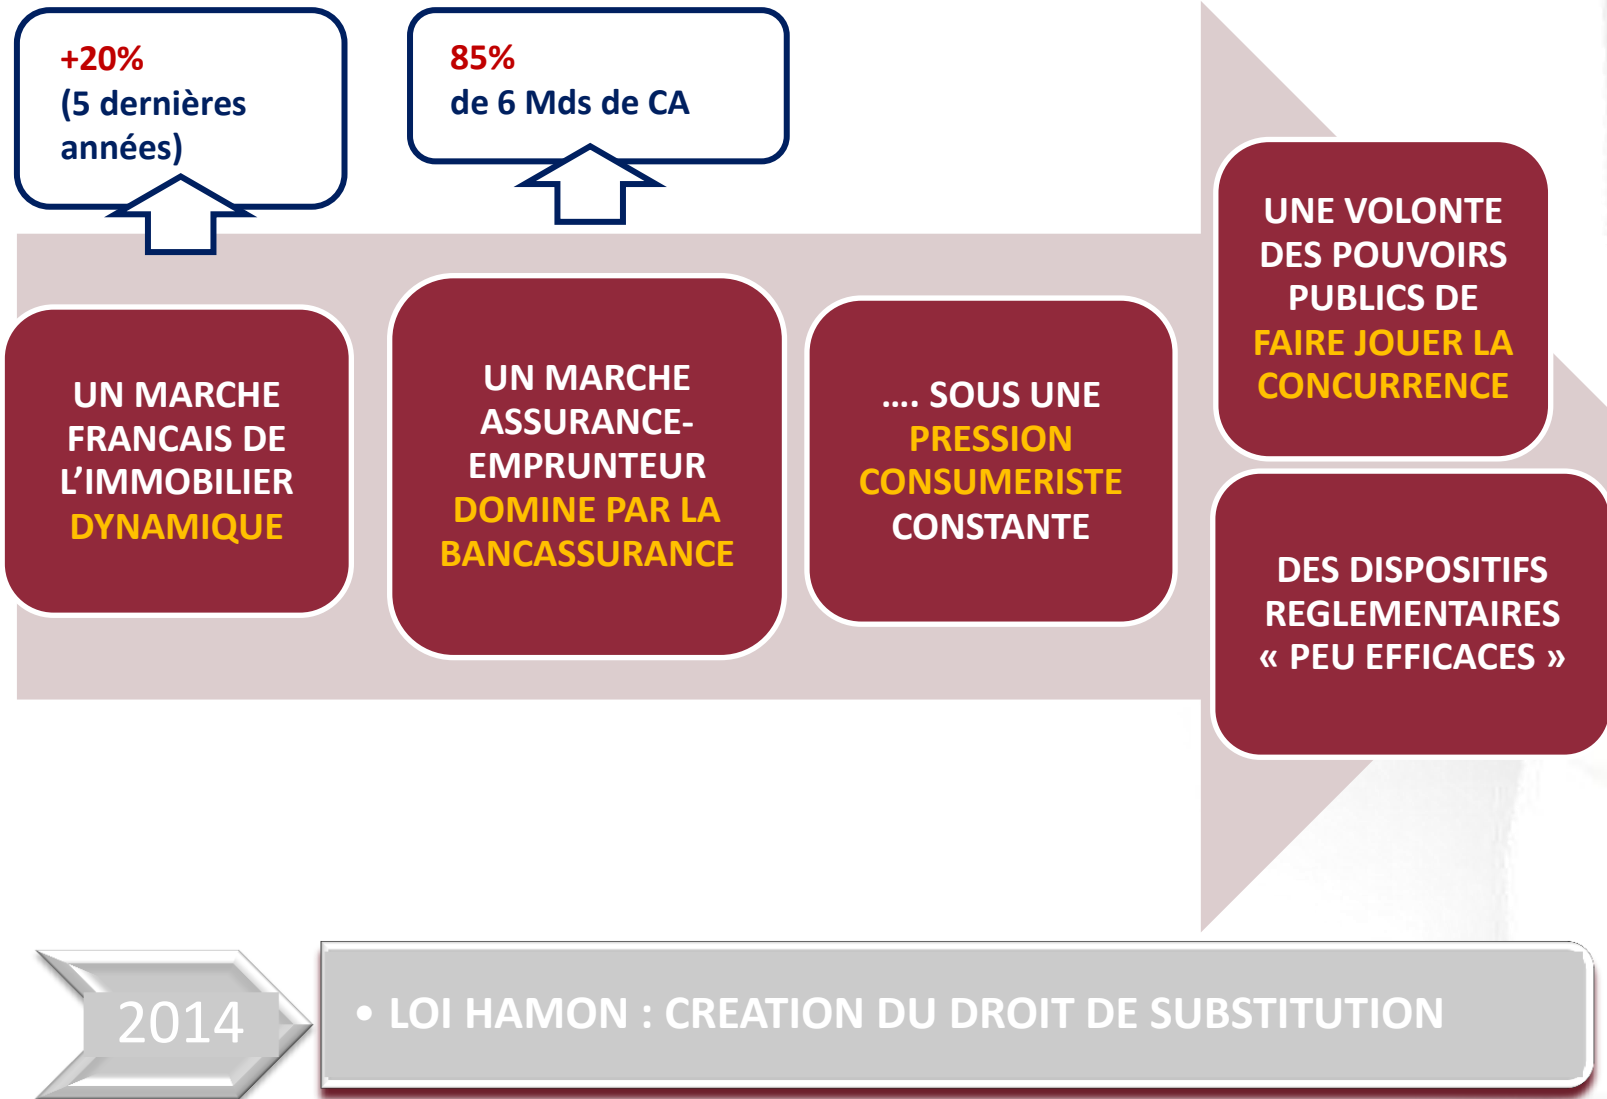 +20%
(5 dernières
années)
85%
de 6 Mds de CA
UN MARCHE
FRANCAIS DE
L’IMMOBILIER
DYNAMIQUE
UN MARCHE
ASSURANCE-
EMPRUNTEUR
DOMINE PAR LA
BANCASSURANCE
.... SOUS UNE
PRESSION
CONSUMERISTE
CONSTANTE
UNE VOLONTE
DES POUVOIRS
PUBLICS DE
FAIRE JOUER LA
CONCURRENCE
DES DISPOSITIFS
REGLEMENTAIRES
« PEU EFFICACES »
2014
• LOI HAMON : CREATION DU DROIT DE SUBSTITUTION